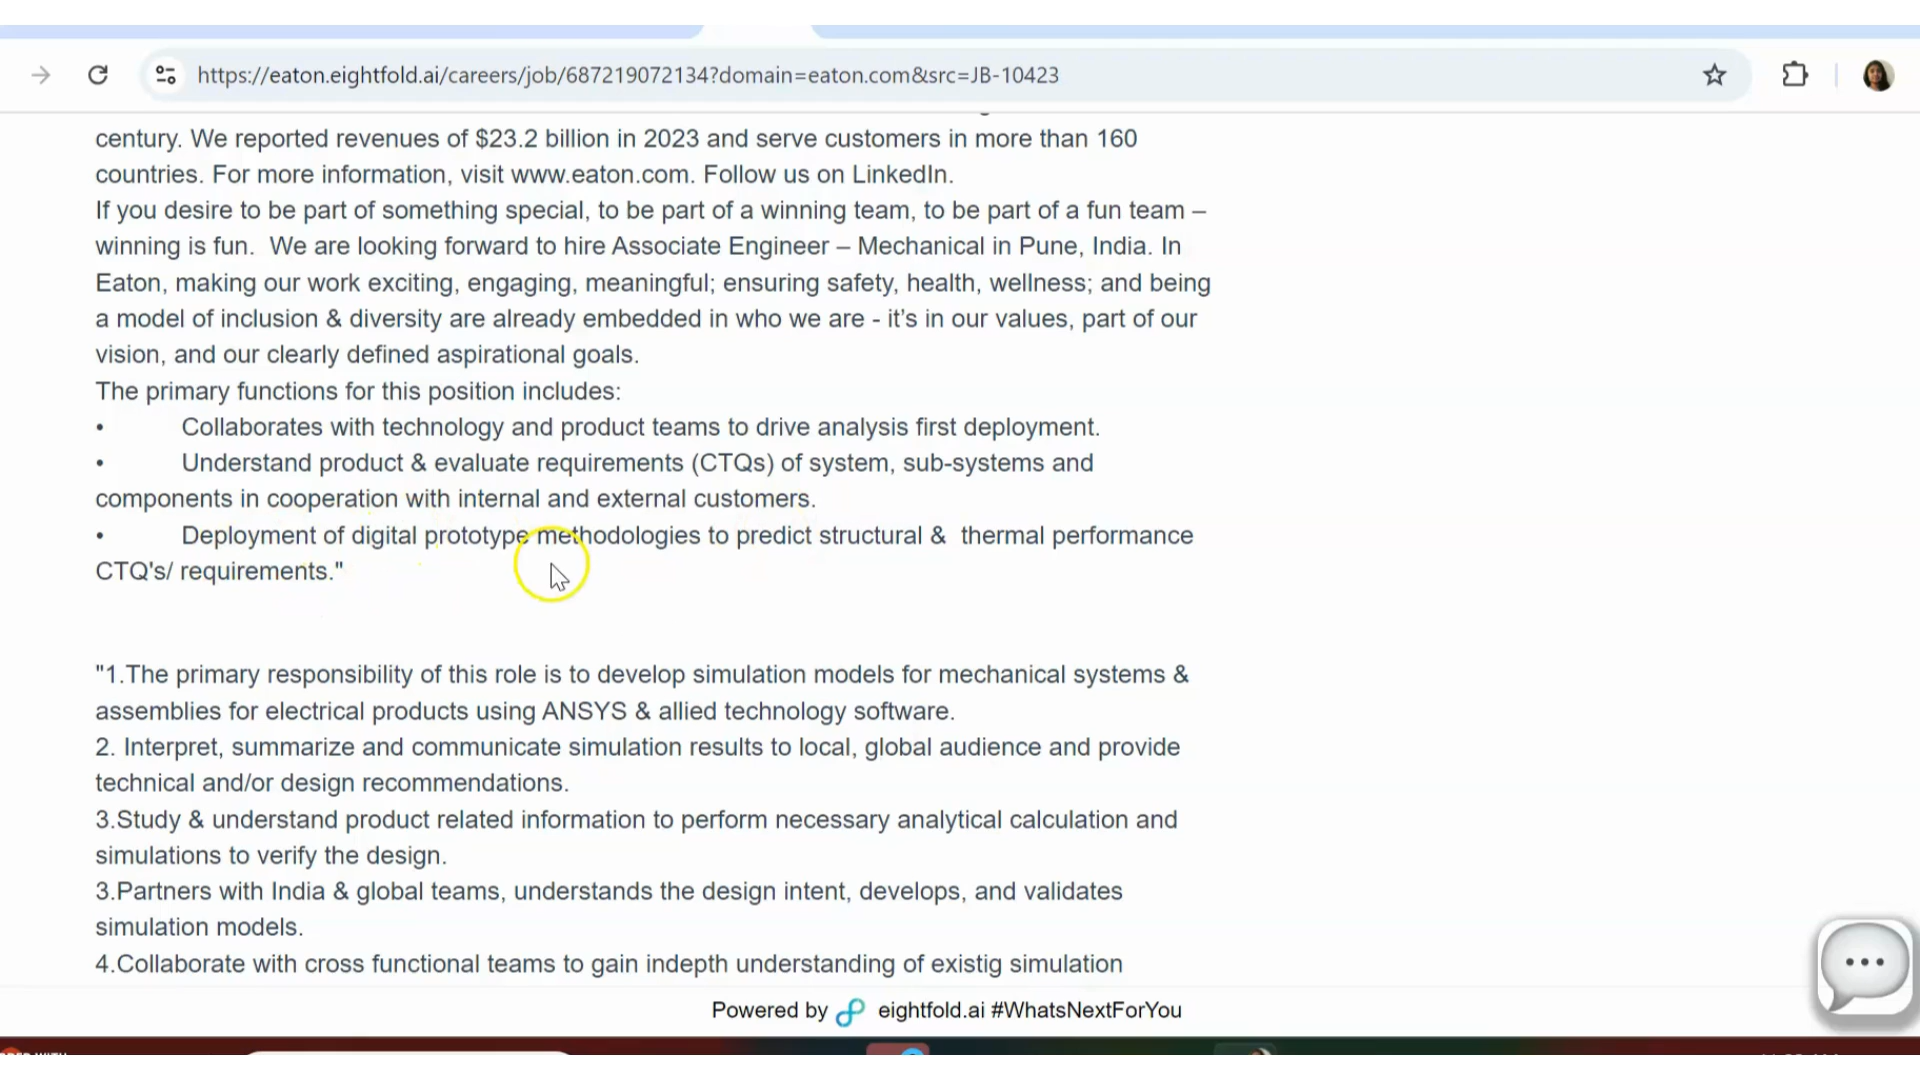 https://eaton.eightfold.ai/careers/job/687219072134?domain=eaton.com&src=JB-10423
century. We reported revenues of $23.2 billion in 2023 and serve customers in more than 160
countries. For more information, visit www.eaton.com. Follow us on LinkedIn.
If you desire to be part of something special, to be part of a winning team, to be part of a fun team –
winning is fun.  We are looking forward to hire Associate Engineer – Mechanical in Pune, India. In
Eaton, making our work exciting, engaging, meaningful; ensuring safety, health, wellness; and being
a model of inclusion & diversity are already embedded in who we are - it’s in our values, part of our
vision, and our clearly defined aspirational goals.
The primary functions for this position includes:
• Collaborates with technology and product teams to drive analysis first deployment.
• Understand product & evaluate requirements (CTQs) of system, sub-systems and
components in cooperation with internal and external customers.
• Deployment of digital prototype methodologies to predict structural &  thermal performance
CTQ's/ requirements."
"1.The primary responsibility of this role is to develop simulation models for mechanical systems &
assemblies for electrical products using ANSYS & allied technology software.
2. Interpret, summarize and communicate simulation results to local, global audience and provide
technical and/or design recommendations.
3.Study & understand product related information to perform necessary analytical calculation and
simulations to verify the design.
3.Partners with India & global teams, understands the design intent, develops, and validates
simulation models.
4.Collaborate with cross functional teams to gain indepth understanding of existig simulation
Powered by eightfold.ai #WhatsNextForYou